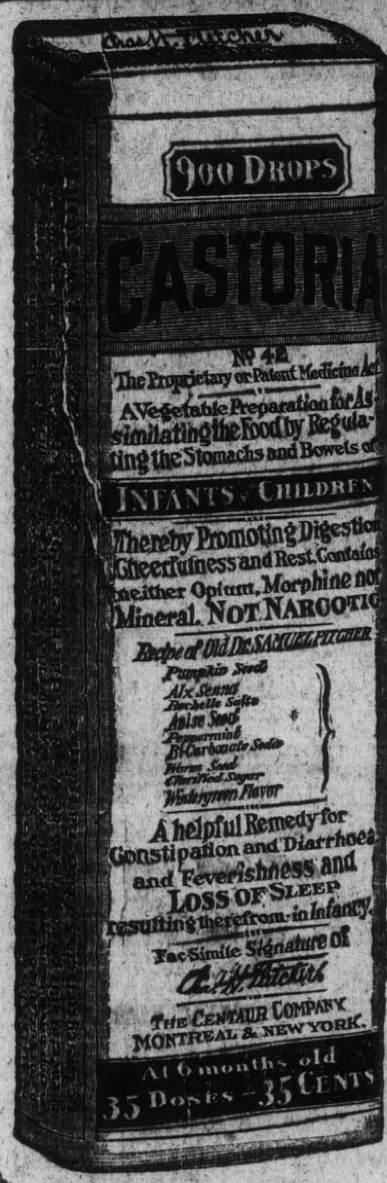 Chas H. Fletcher
900 DROPS
CASTORIA
No 42
The Proprietary or Patent Medicine Act
A Vegetable Preparation for As-
similating the Food by Regula-
ting the Stomachs and Bowels of
INFANTS & CHILDREN
Thereby Promoting Digestion
Cheerfulness and Rest. Contains
neither Opium, Morphine nor
Mineral. NOT NARCOTIC
Recipe of Old Dr. SAMUEL PITCHER
Pumpkin Seed
Alx. Senna
Rochelle Salts
Anise Seed
Peppermint
Bi-Carbonate Soda
Worm Seed
Clarified Sugar
Wintergreen Flavor
A helpful Remedy for
Constipation and Diarrhoea
and Feverishness and
LOSS OF SLEEP
resulting therefrom in Infancy.
Fac Simile Signature of
Chas H. Fletcher
THE CENTAUR COMPANY
MONTREAL & NEW YORK.
At 6 months old
35 DOSES - 35 CENTS